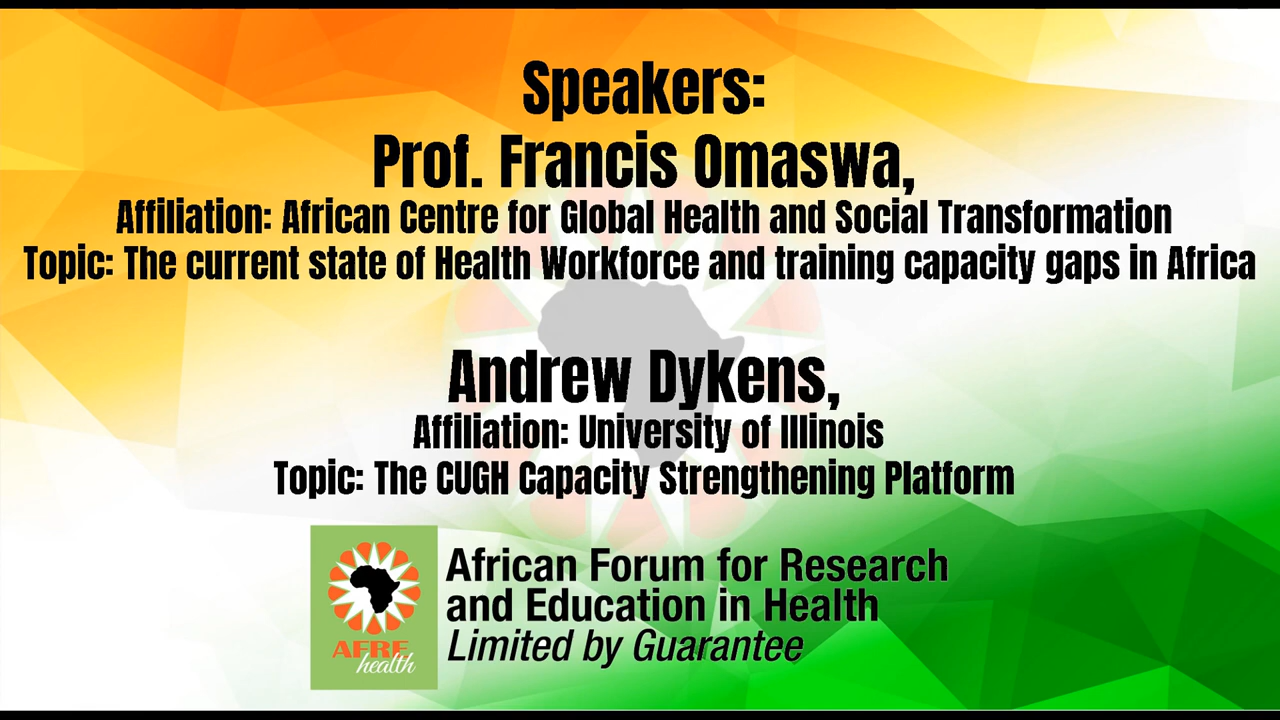 Speakers:
Prof. Francis Omaswa,
Affiliation: African Centre for Global Health and Social Transformation
Topic: The current state of Health Workforce and training capacity gaps in Africa
Andrew Dykens,
Affiliation: University of Illinois
Topic: The CUGH Capacity Strengthening Platform
African Forum for Research
and Education in Health
Limited by Guarantee
AFRE
health